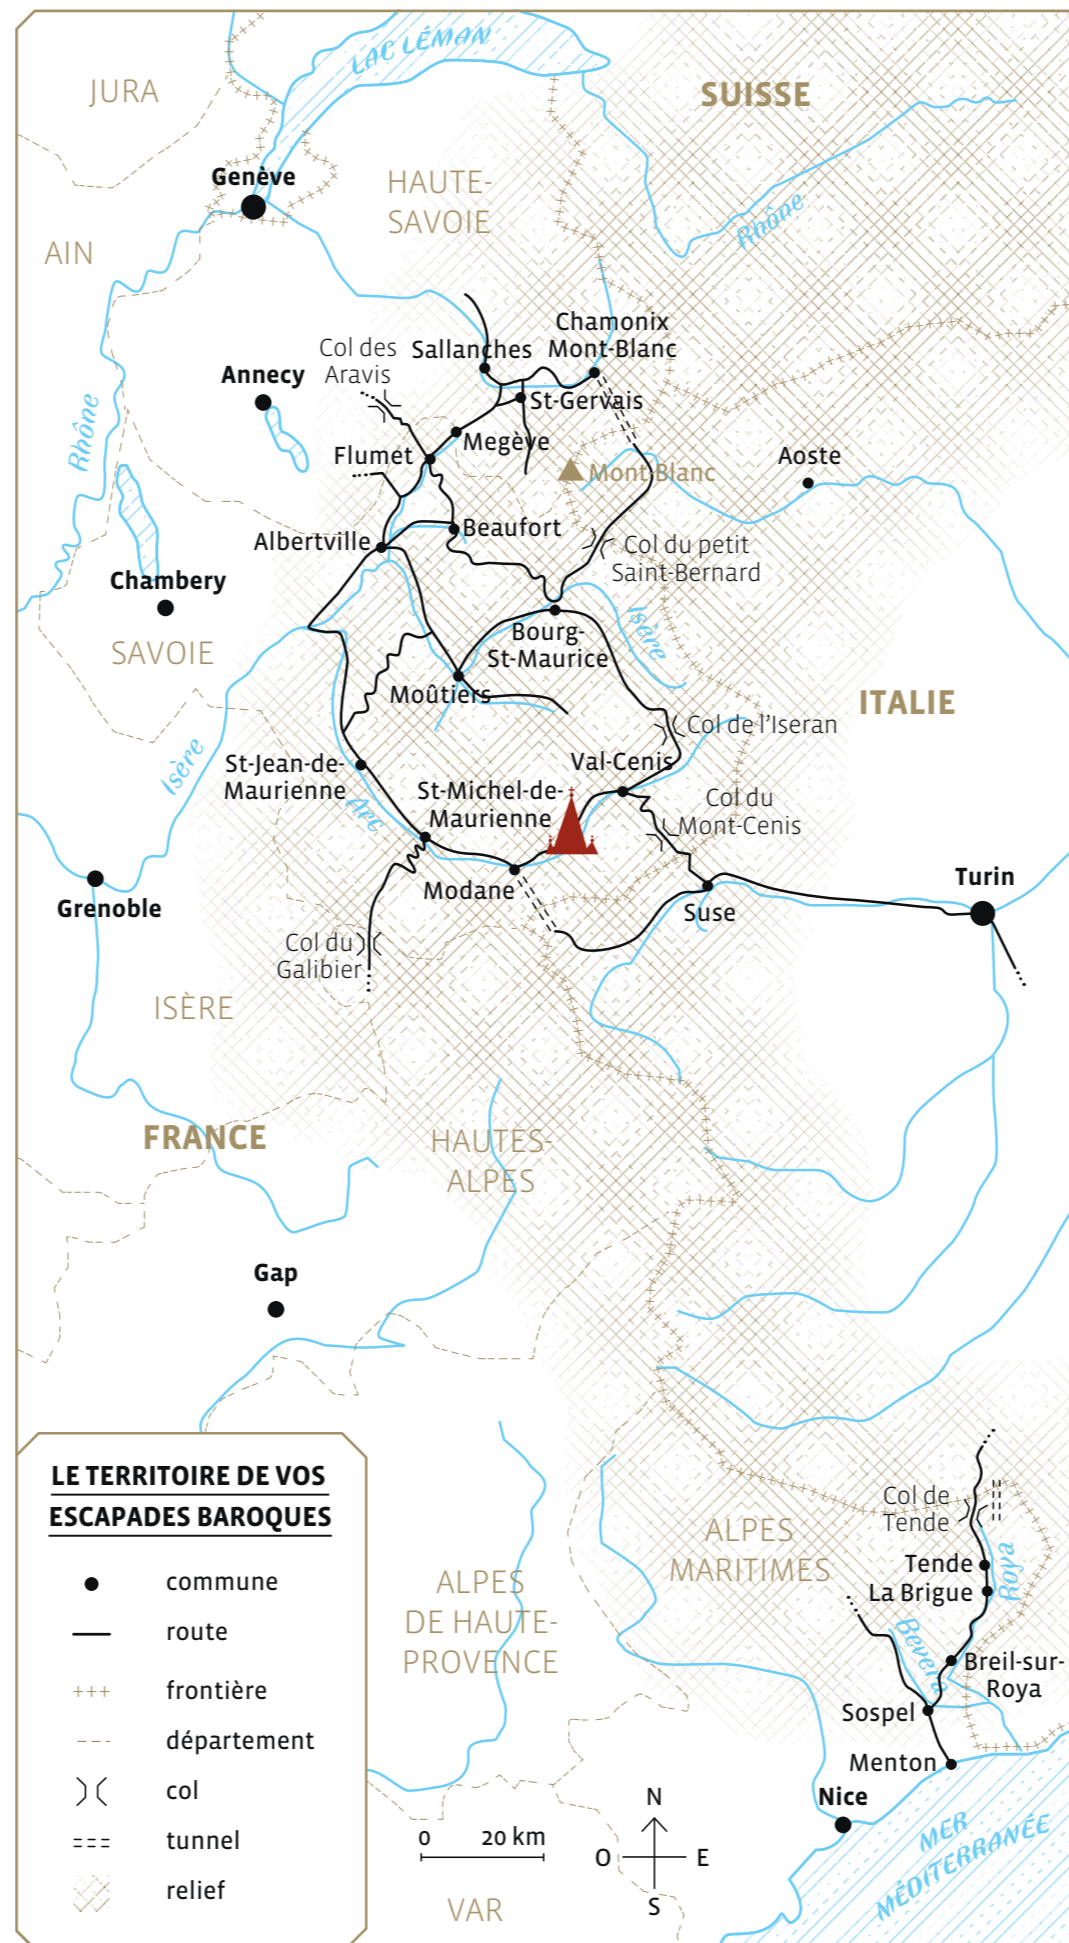 LAC LÉMAN
JURA
SUISSE
Genève
HAUTE-
SAVOIE
Rhône
AIN
Chamonix
Mont-Blanc
Col des
Aravis
Sallanches
Annecy
St-Gervais
Rhône
Megève
Flumet
Mont-Blanc
Aoste
Albertville
Beaufort
Col du petit
Saint-Bernard
Chambery
Isère
Bourg-
St-Maurice
SAVOIE
Moûtiers
ITALIE
Col de l'Iseran
Isère
St-Jean-de-
Maurienne
Val-Cenis
Arc
St-Michel-de-
Maurienne
Col du
Mont-Cenis
Grenoble
Modane
Suse
Turin
Col du
Galibier
ISÈRE
FRANCE
HAUTES-
ALPES
Gap
LE TERRITOIRE DE VOS
ESCAPADES BAROQUES
commune
route
frontière
département
col
tunnel
relief
Col de
Tende
ALPES
MARITIMES
Tende
La Brigue
Roya
ALPES
DE HAUTE-
PROVENCE
Bevera
Breil-sur-
Roya
Sospel
Menton
Nice
MER
MÉDITERRANÉE
0 20 km
N
O E
S
VAR